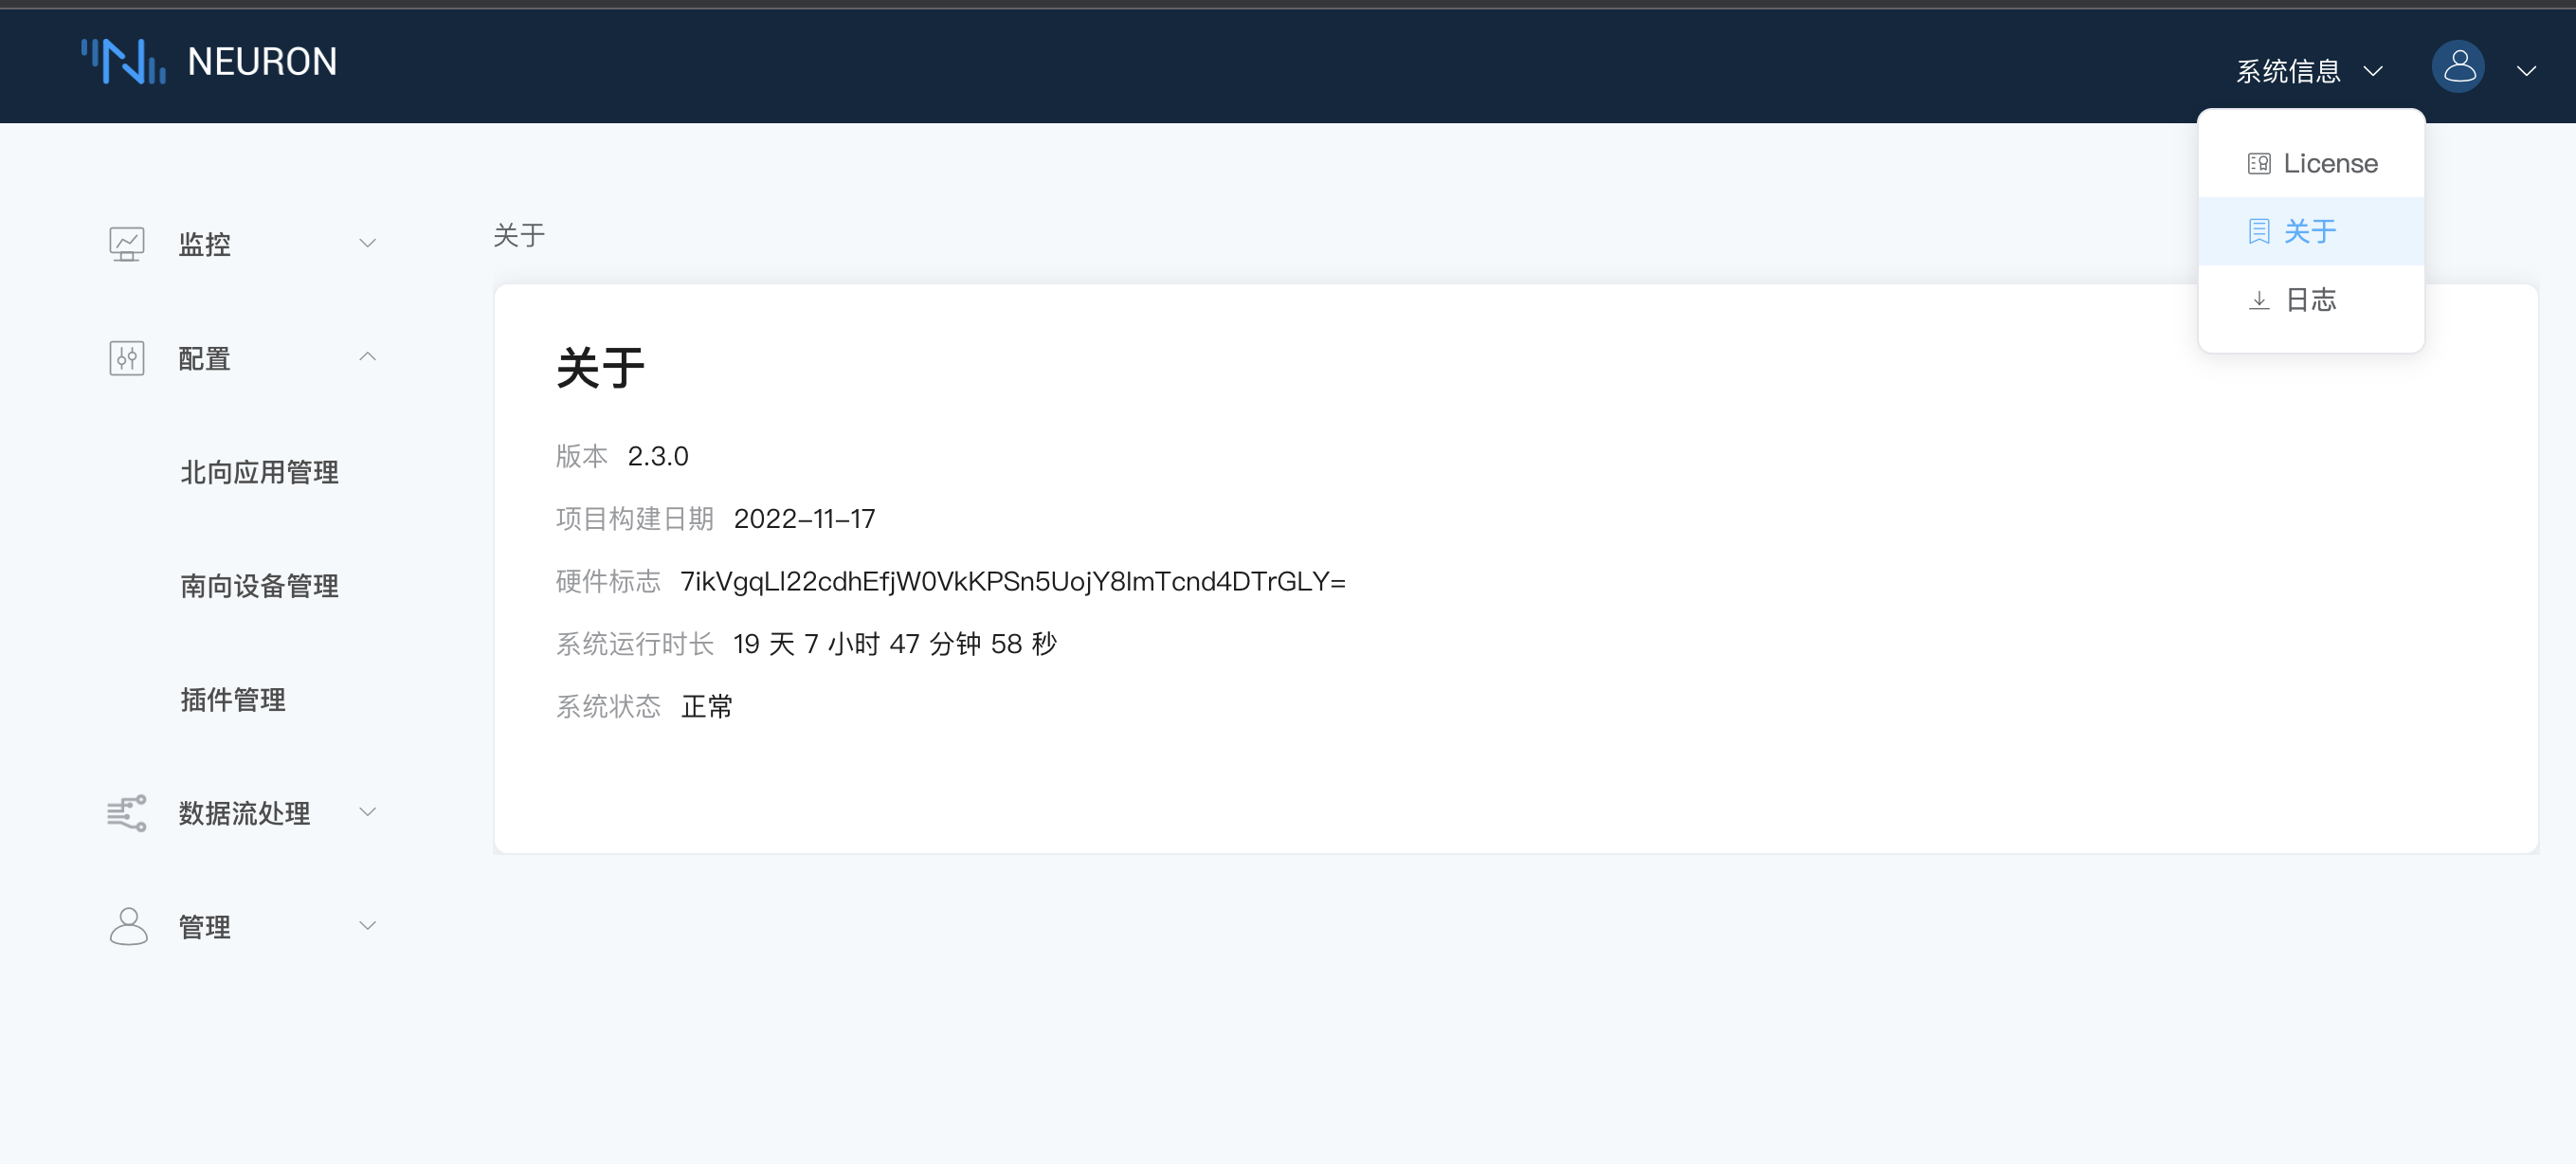 NEURON
系统信息
License
关于
日志
监控
配置
北向应用管理
南向设备管理
插件管理
数据流处理
管理
关于
关于
版本 2.3.0
项目构建日期 2022-11-17
硬件标志 7ikVgqLI22cdhEfjW0VkKPSn5UojY8lmTcnd4DTrGLY=
系统运行时长 19 天 7 小时 47 分钟 58 秒
系统状态 正常